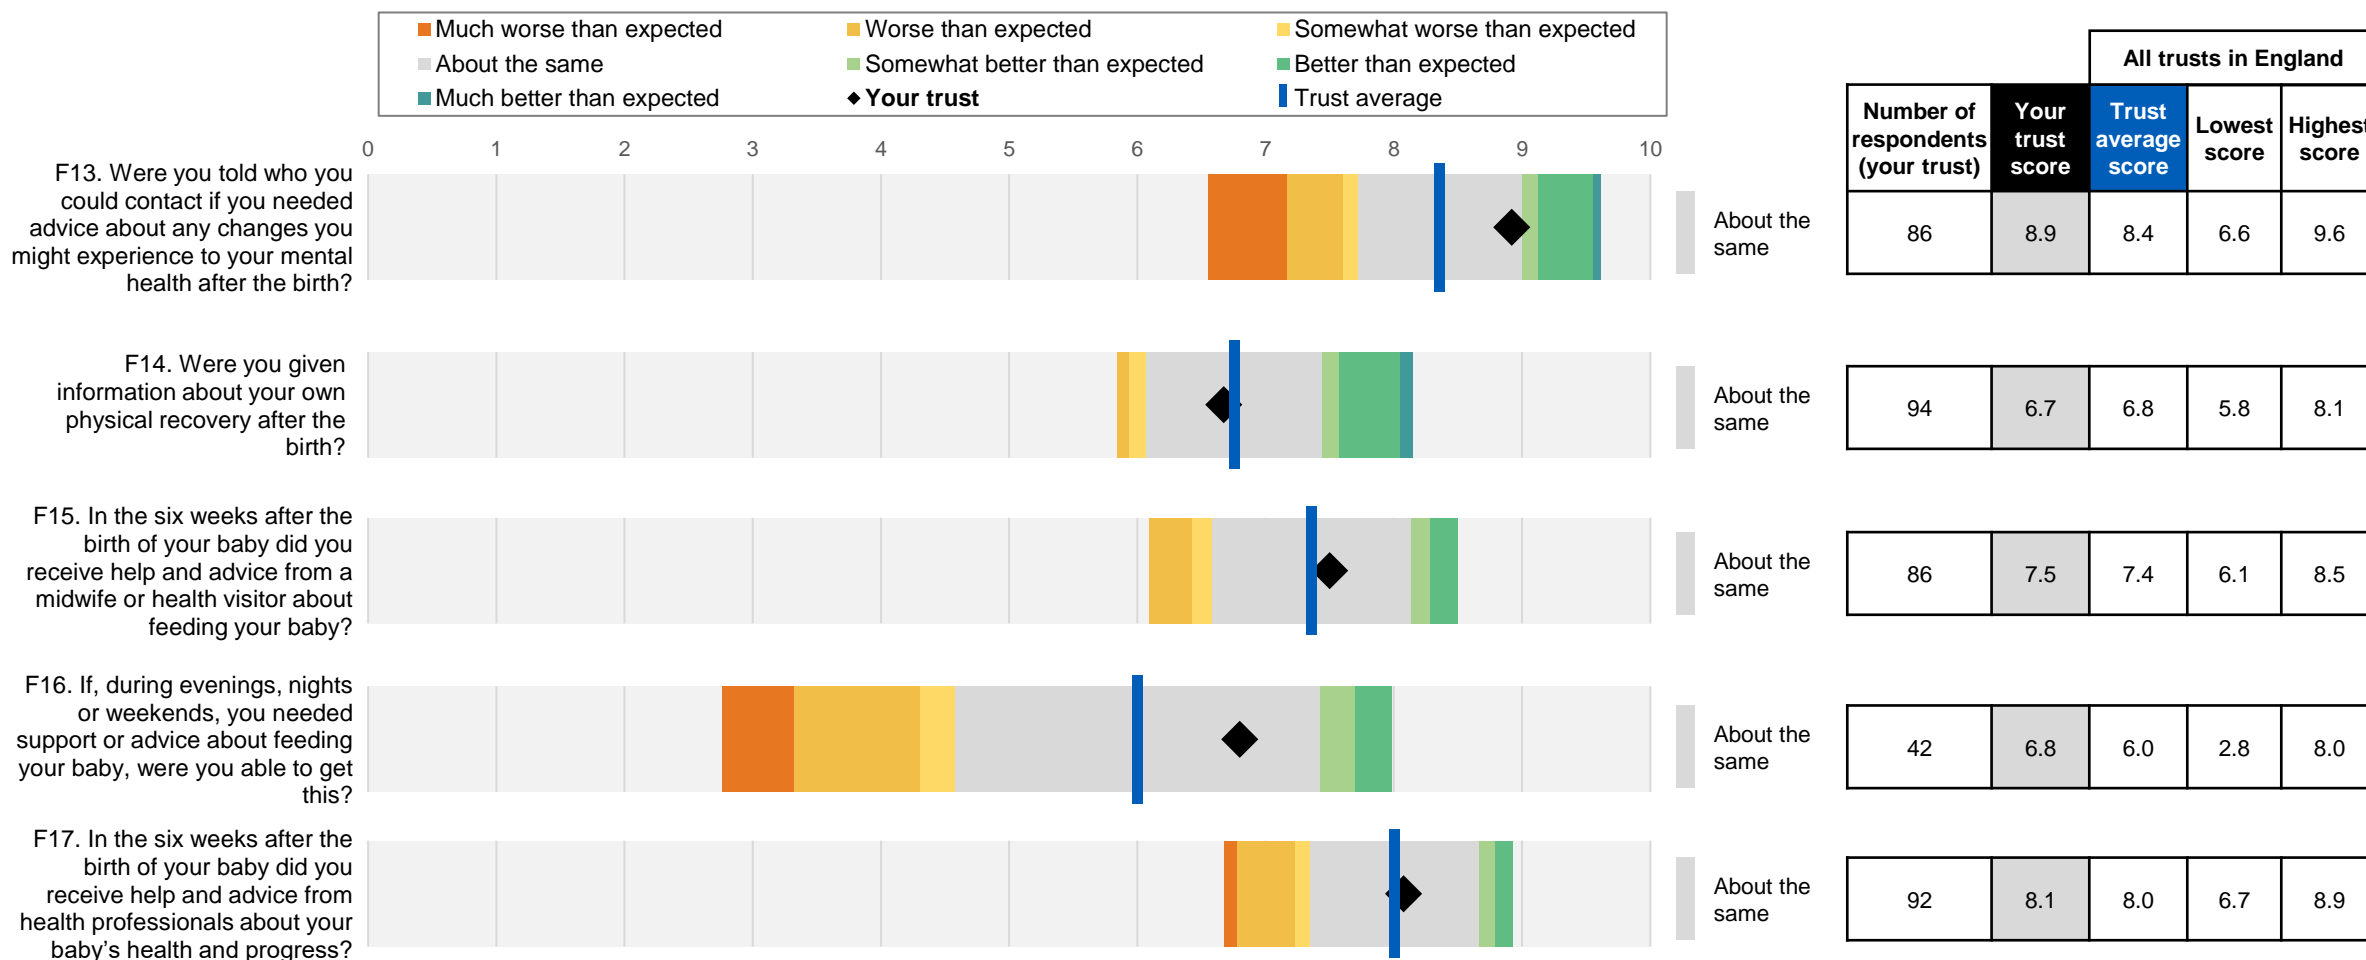 Much worse than expected
Worse than expected
Somewhat worse than expected
About the same
Somewhat better than expected
Better than expected
Much better than expected
Your trust
Trust average
All trusts in England
Number of respondents (your trust)
Your trust score
Trust average score
Lowest score
Highest score
0 1 2 3 4 5 6 7 8 9 10
F13. Were you told who you
could contact if you needed
advice about any changes you
might experience to your mental
health after the birth?
About the
same
86 8.9 8.4 6.6 9.6
F14. Were you given
information about your own
physical recovery after the
birth?
About the
same
94 6.7 6.8 5.8 8.1
F15. In the six weeks after the
birth of your baby did you
receive help and advice from a
midwife or health visitor about
feeding your baby?
About the
same
86 7.5 7.4 6.1 8.5
F16. If, during evenings, nights
or weekends, you needed
support or advice about feeding
your baby, were you able to get
this?
About the
same
42 6.8 6.0 2.8 8.0
F17. In the six weeks after the
birth of your baby did you
receive help and advice from
health professionals about your
baby's health and progress?
About the
same
92 8.1 8.0 6.7 8.9